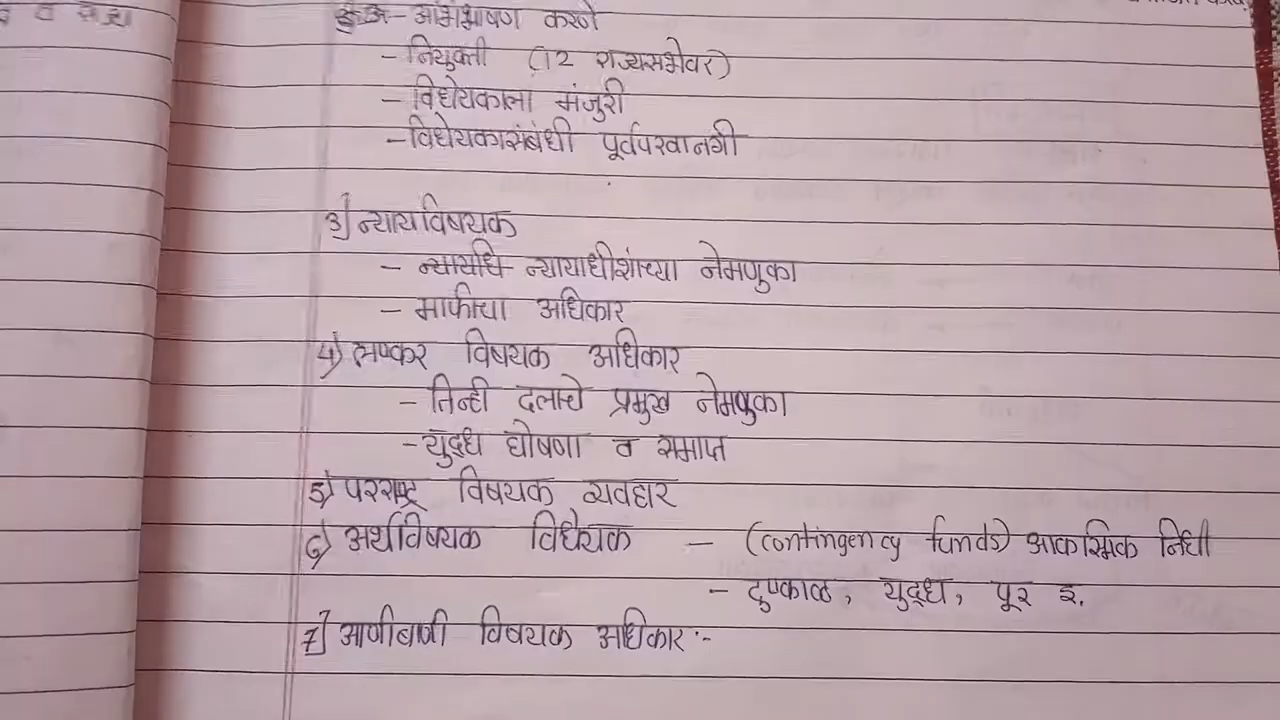 व राज्य
- अभिभाषण करणे
- नियुक्ती (12 राज्यसभेवर)
- विधेयकाला मंजुरी
- विधेयकासंबंधी पूर्वपरवानगी
3) न्यायविषयक
- न्यायाधीशांच्या नेमणुका
- माफीचा अधिकार
4) लष्कर विषयक अधिकार
- तिन्ही दलाचे प्रमुख नेमणुका
- युद्ध घोषणा व समाप्त
5) परराष्ट्र विषयक व्यवहार
6) अर्थविषयक विधेयक - (contingency funds) आकस्मिक निधी
- दुष्काळ, युद्ध, पूर इ.
7] आणीबाणी विषयक अधिकार :-